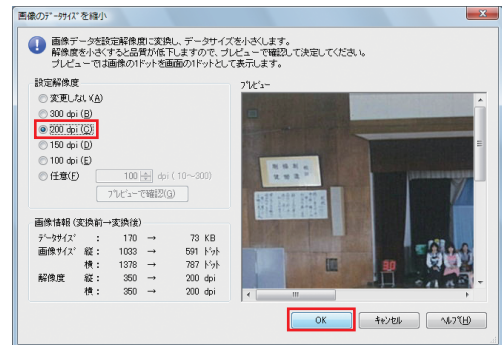 画像のデータサイズを縮小
画像データを設定解像度に変換し、データサイズを小さくします。
解像度を小さくすると品質が低下しますので、プレビューで確認して決定してください。
プレビューでは画像の1ドットを画面の1ドットとして表示します。
設定解像度
変更しない(A)
300 dpi (B)
200 dpi (C)
150 dpi (D)
100 dpi (E)
任意(F) 100 dpi (10~300)
プレビューで確認(G)
プレビュー
画像情報 (変換前→変換後)
データサイズ : 170 → 73 KB
画像サイズ 縦 : 1033 → 591 ドット
横 : 1378 → 787 ドット
解像度 縦 : 350 → 200 dpi
横 : 350 → 200 dpi
OK キャンセル ヘルプ(H)